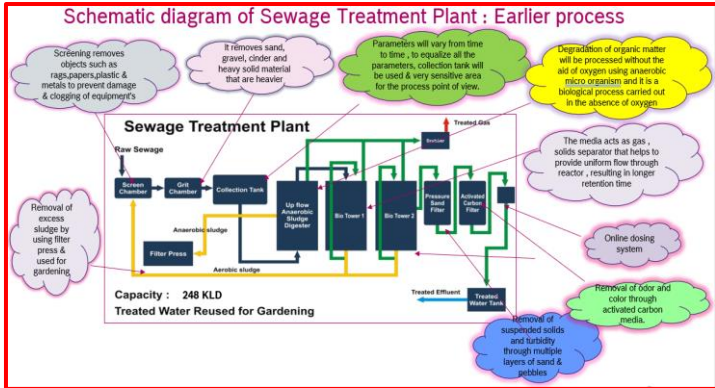 Schematic diagram of Sewage Treatment Plant : Earlier process
Screening removes
objects such as
rags,papers,plastic &
metals to prevent damage
& clogging of equipment's
It removes sand,
gravel, cinder and
heavy solid material
that are heavier
Parameters will vary from time
to time , to equalize all the
parameters, collection tank will
be used & very sensitive area
for the process point of view.
Degradation of organic matter
will be processed without the
aid of oxygen using anaerobic
micro organism and it is a
biological process carried out
in the absence of oxygen
The media acts as gas ,
solids separator that helps to
provide uniform flow through
reactor , resulting in longer
retention time
Online dosing
system
Removal of odor and
color through
activated carbon
media.
Removal of
suspended solids
and turbidity
through multiple
layers of sand &
pebbles
Removal of
excess
sludge by
using filter
press &
used for
gardening
Sewage Treatment Plant
Raw Sewage
Screen
Chamber
Grit
Chamber
Collection Tank
Up flow
Anaerobic
Sludge
Digester
Bio Tower 1
Bio Tower 2
Pressure
Sand
Filter
Activated
Carbon
Filter
Treated Gas
Anaerobic sludge
Filter Press
Aerobic sludge
Treated Effluent
Treated
Water Tank
Capacity : 248 KLD
Treated Water Reused for Gardening